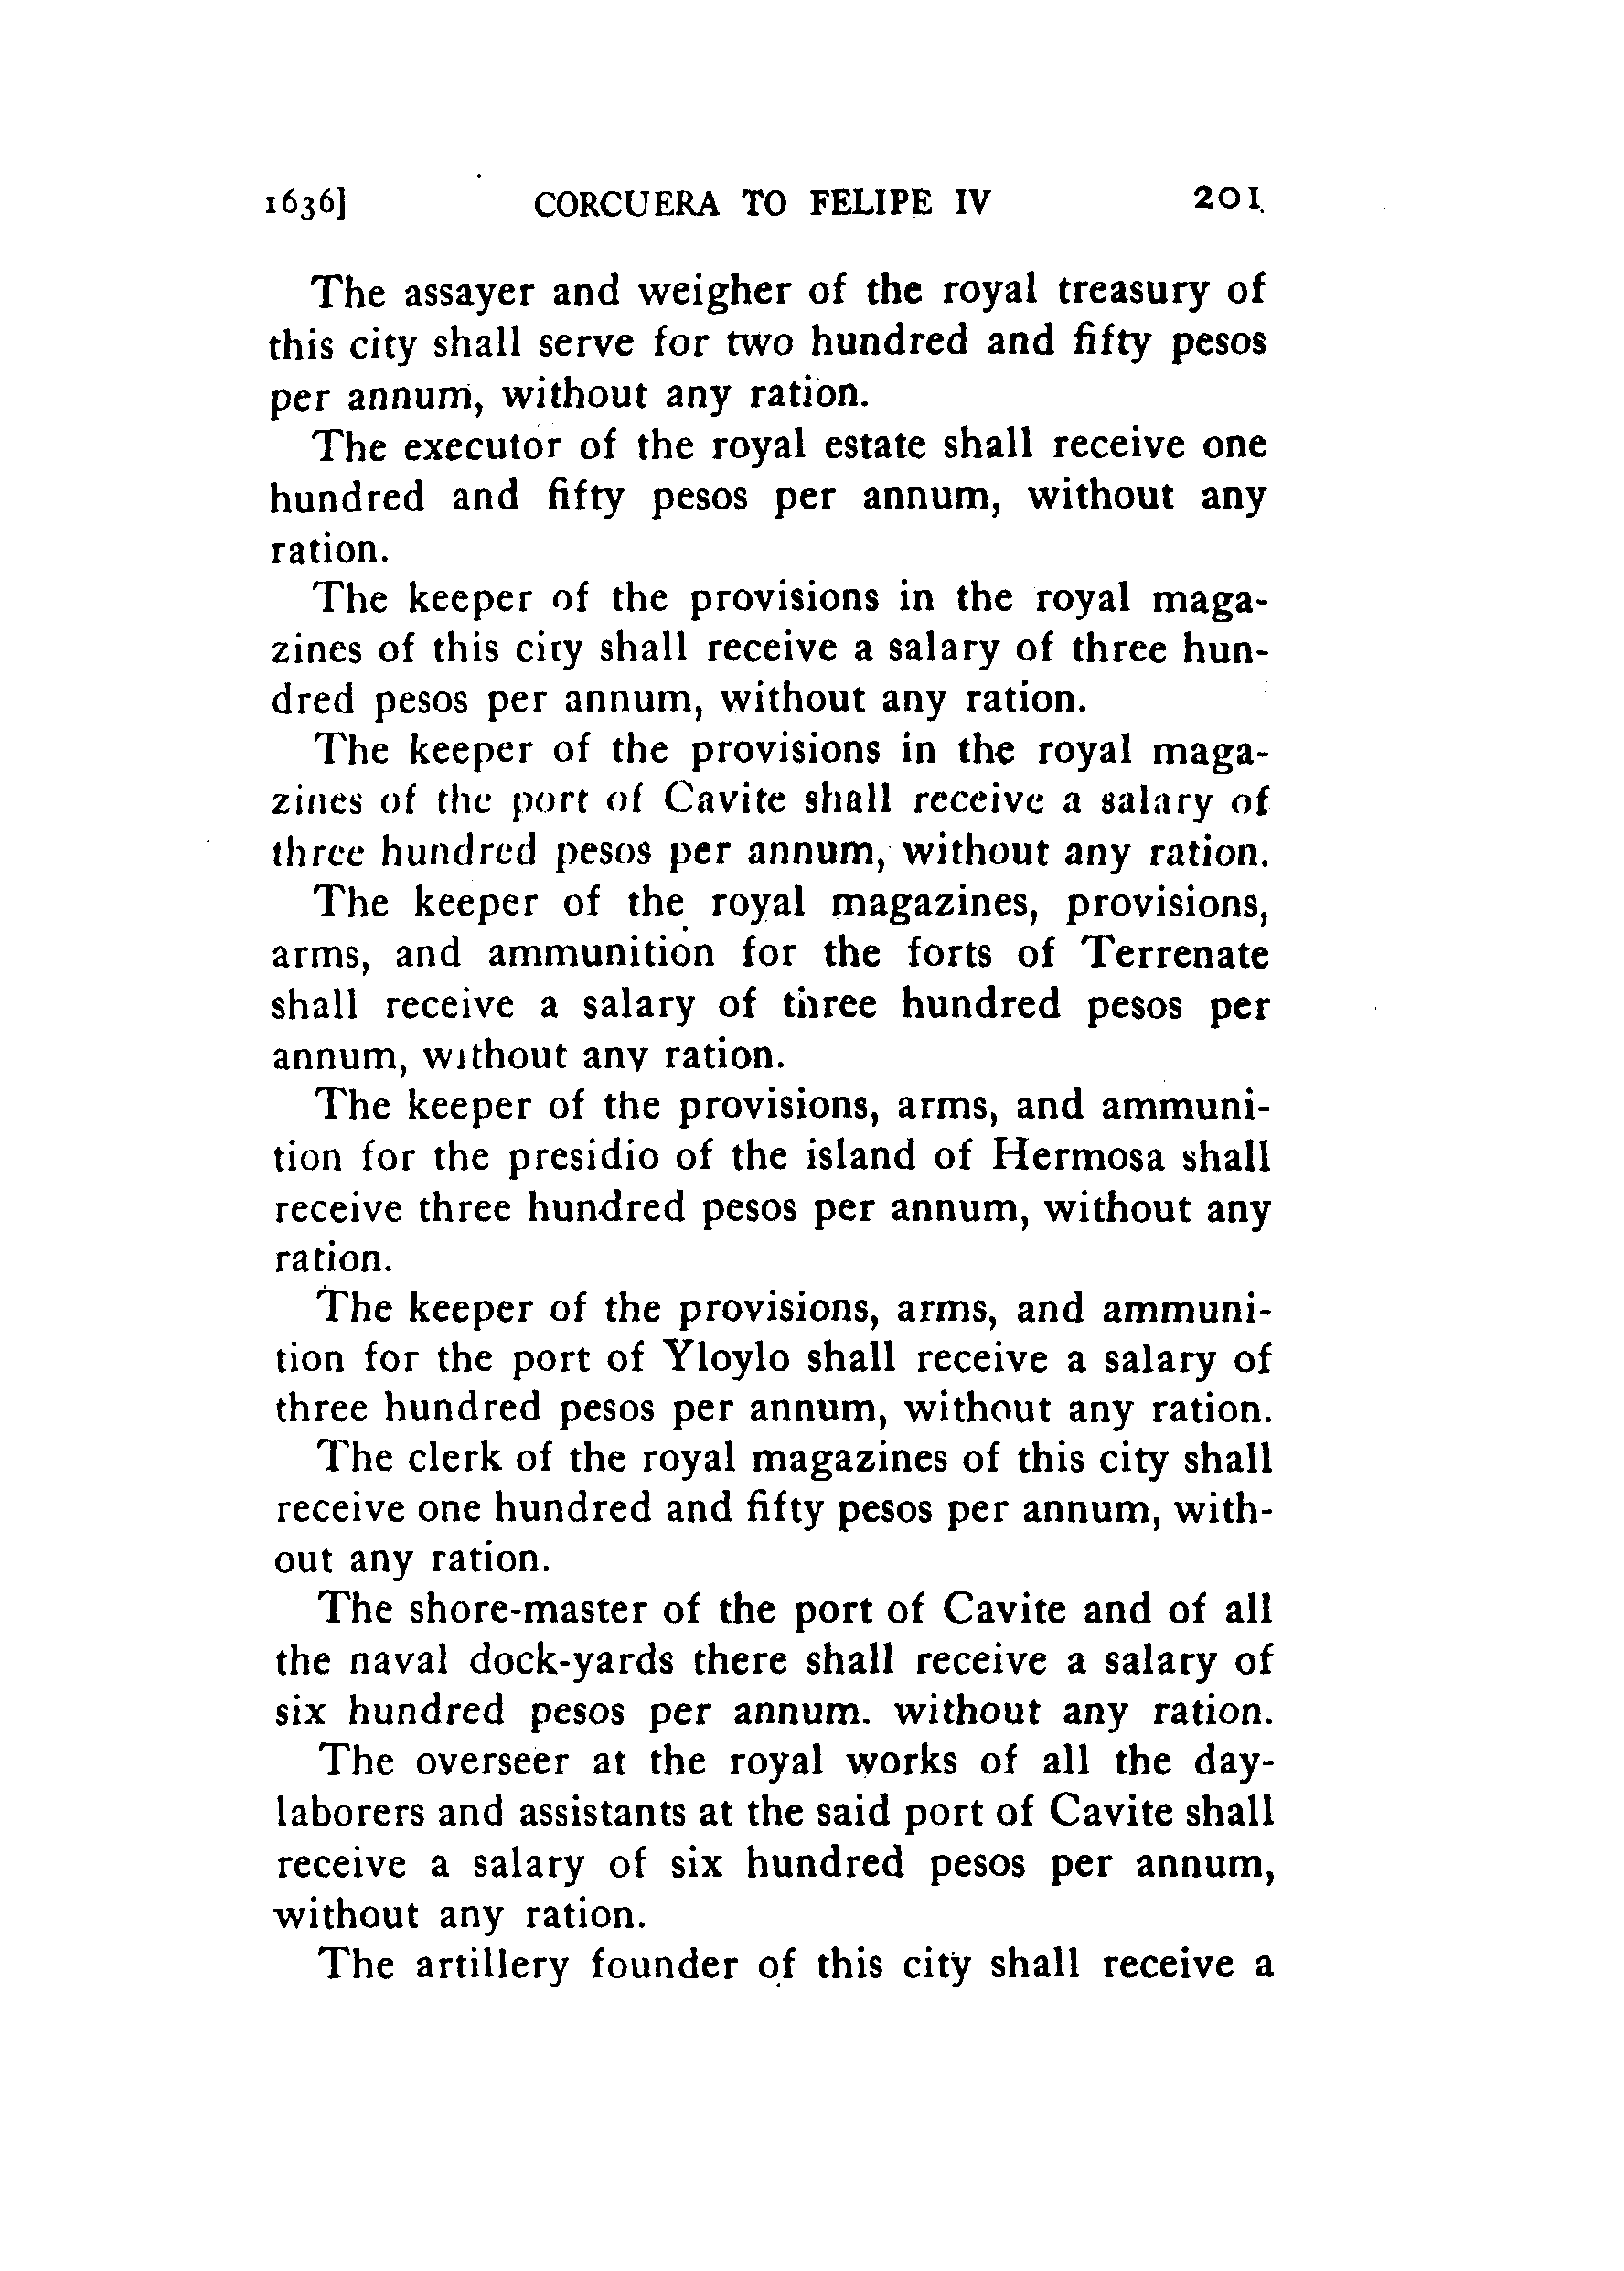 1636] CORCUERA TO FELIPE IV 201
The assayer and weigher of the royal treasury of
this city shall serve for two hundred and fifty pesos
per annum, without any ration.
The executor of the royal estate shall receive one
hundred and fifty pesos per annum, without any
ration.
The keeper of the provisions in the royal maga-
zines of this city shall receive a salary of three hun-
dred pesos per annum, without any ration.
The keeper of the provisions in the royal maga-
zines of the port of Cavite shall receive a salary of
three hundred pesos per annum, without any ration.
The keeper of the royal magazines, provisions,
arms, and ammunition for the forts of Terrenate
shall receive a salary of three hundred pesos per
annum, without any ration.
The keeper of the provisions, arms, and ammuni-
tion for the presidio of the island of Hermosa shall
receive three hundred pesos per annum, without any
ration.
The keeper of the provisions, arms, and ammuni-
tion for the port of Yloylo shall receive a salary of
three hundred pesos per annum, without any ration.
The clerk of the royal magazines of this city shall
receive one hundred and fifty pesos per annum, with-
out any ration.
The shore-master of the port of Cavite and of all
the naval dock-yards there shall receive a salary of
six hundred pesos per annum. without any ration.
The overseer at the royal works of all the day-
laborers and assistants at the said port of Cavite shall
receive a salary of six hundred pesos per annum,
without any ration.
The artillery founder of this city shall receive a